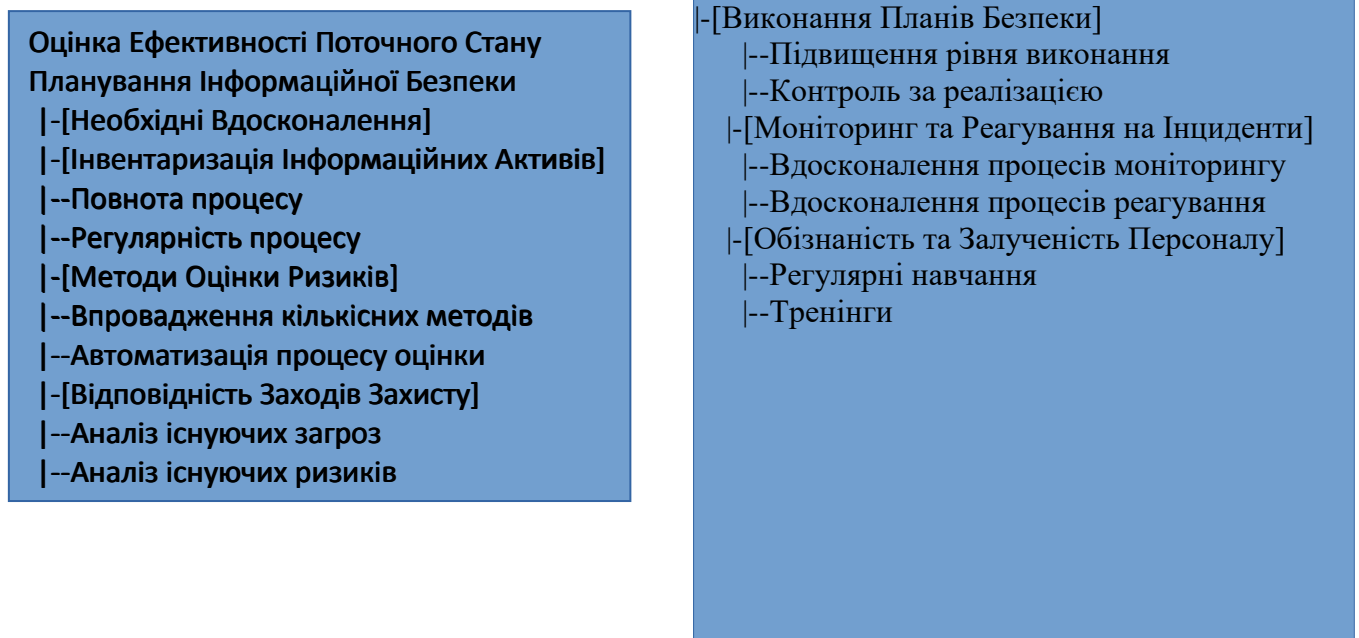 Оцінка Ефективності Поточного Стану
Планування Інформаційної Безпеки
|-[Необхідні Вдосконалення]
|-[Інвентаризація Інформаційних Активів]
|--Повнота процесу
|--Регулярність процесу
|-[Методи Оцінки Ризиків]
|--Впровадження кількісних методів
|--Автоматизація процесу оцінки
|-[Відповідність Заходів Захисту]
|--Аналіз існуючих загроз
|--Аналіз існуючих ризиків
|-[Виконання Планів Безпеки]
|--Підвищення рівня виконання
|--Контроль за реалізацією
|-[Моніторинг та Реагування на Інциденти]
|--Вдосконалення процесів моніторингу
|--Вдосконалення процесів реагування
|-[Обізнаність та Залученість Персоналу]
|--Регулярні навчання
|--Тренінги